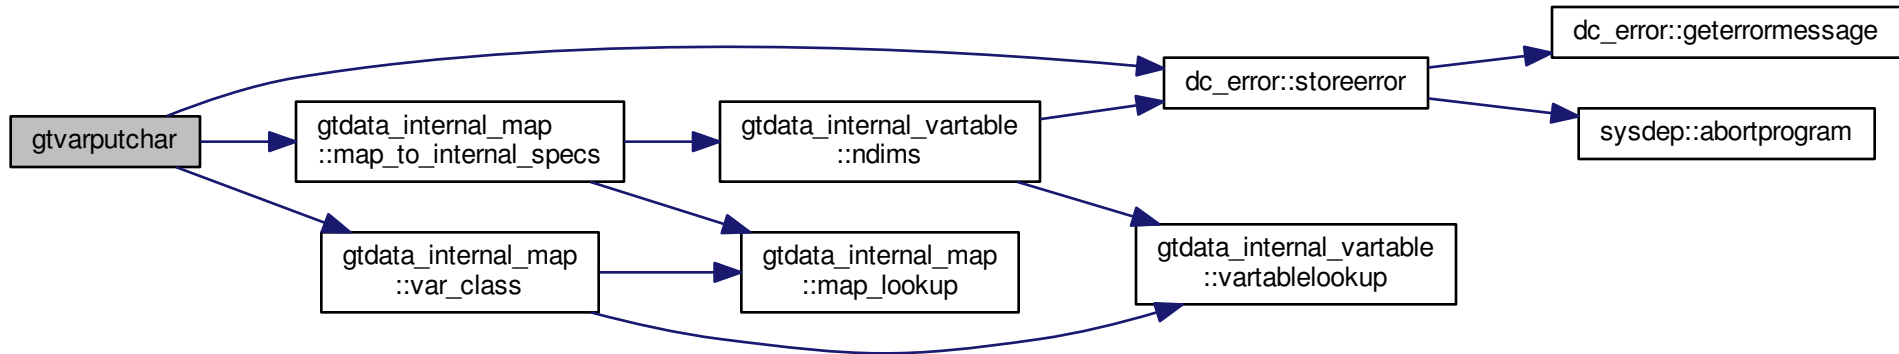 gtvarputchar
gtdata_internal_map
::map_to_internal_specs
gtdata_internal_map
::var_class
gtdata_internal_vartable
::ndims
gtdata_internal_map
::map_lookup
dc_error::storeerror
gtdata_internal_vartable
::vartablelookup
dc_error::geterrormessage
sysdep::abortprogram